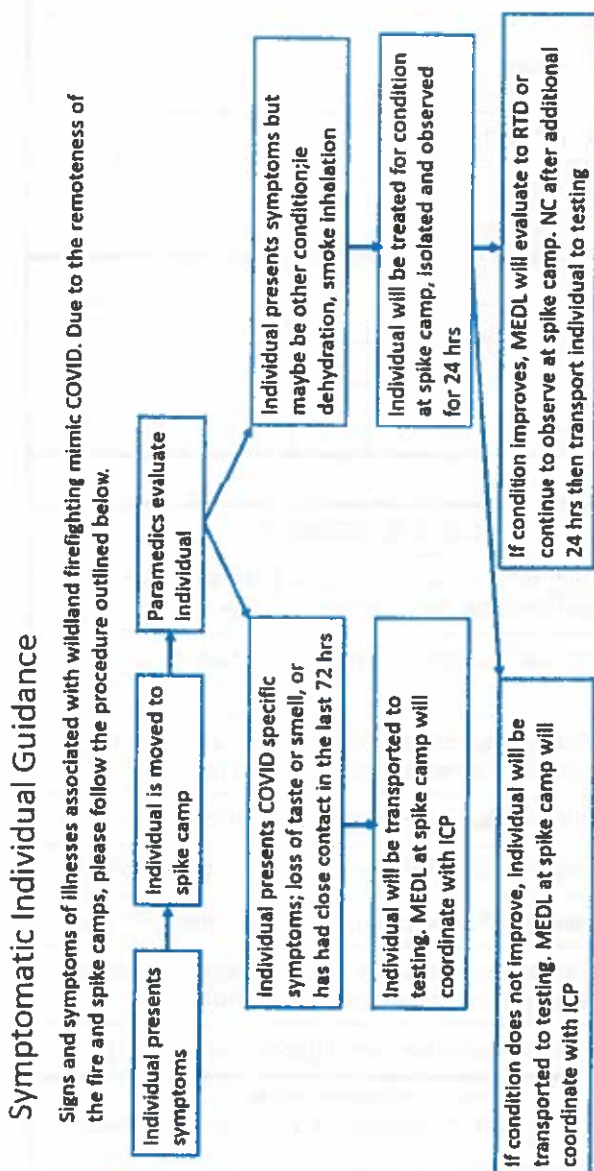 Symptomatic Individual Guidance
Signs and symptoms of illnesses associated with wildland firefighting mimic COVID. Due to the remoteness of
the fire and spike camps, please follow the procedure outlined below.
Individual presents
symptoms
Individual is moved to
spike camp
Paramedics evaluate
Individual
Individual presents COVID specific
symptoms; loss of taste or smell, or
has had close contact in the last 72 hrs
Individual will be transported to
testing, MEDL at spike camp will
coordinate with ICP
Individual presents symptoms but
maybe be other condition;ie
dehydration, smoke inhalation
Individual will be treated for condition
at spike camp, isolated and observed
for 24 hrs
If condition does not improve, Individual will be
transported to testing. MEDL at spike camp will
coordinate with ICP
If condition improves, MEDL will evaluate to RTD or
continue to observe at spike camp. NC after additional
24 hrs then transport individual to testing